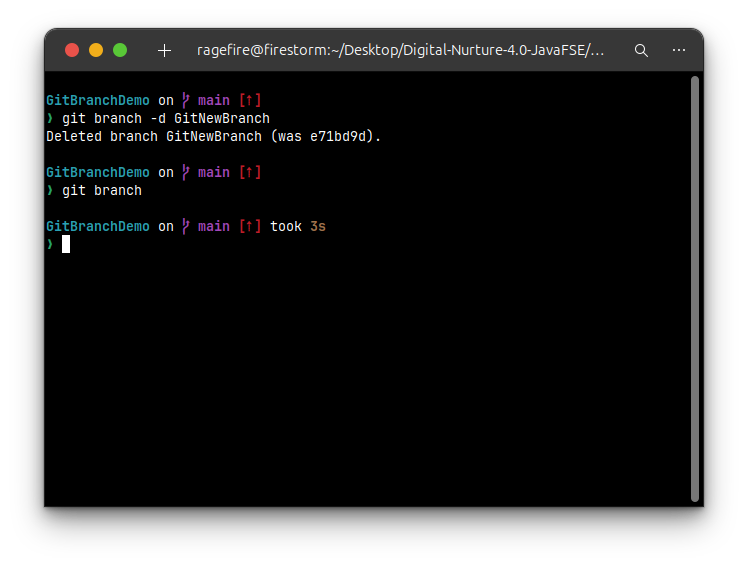 ragefire@firestorm:~/Desktop/Digital-Nurture-4.0-JavaFSE/...
GitBranchDemo on main [↑]
❯ git branch -d GitNewBranch
Deleted branch GitNewBranch (was e71bd9d).
GitBranchDemo on main [↑]
❯ git branch
GitBranchDemo on main [↑] took 3s
❯